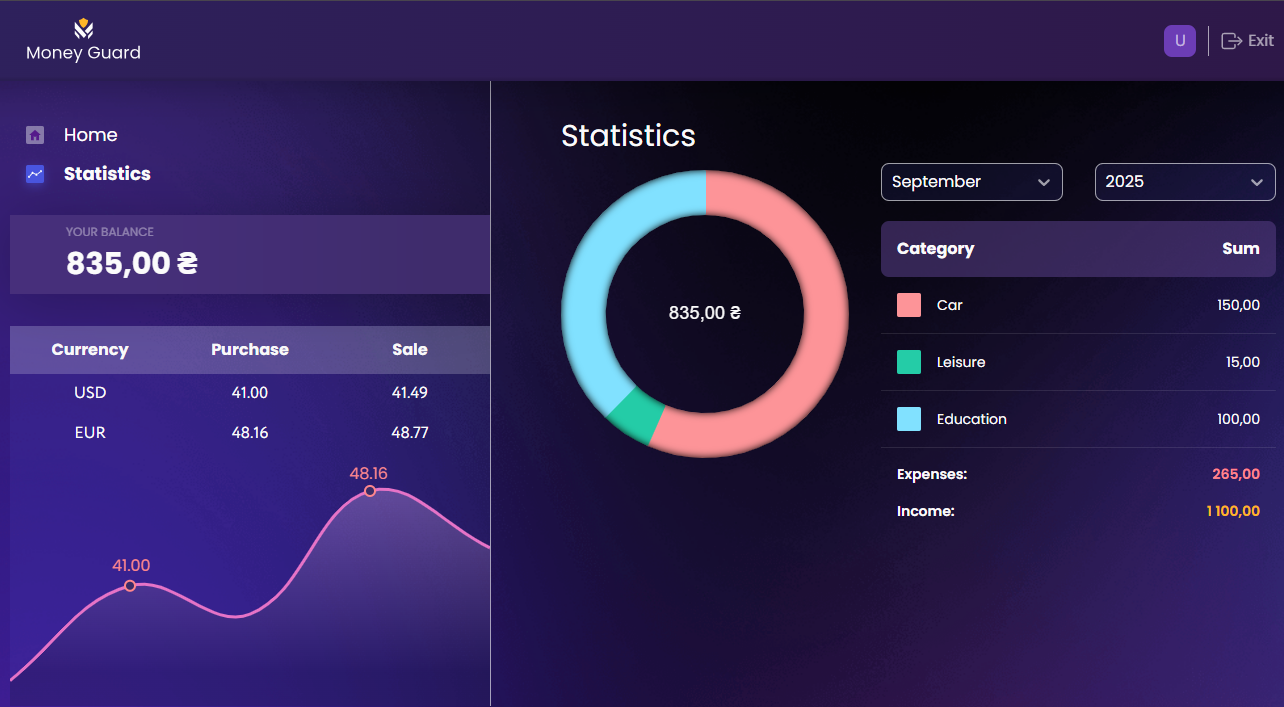 Money Guard
U
Exit
Home
Statistics
YOUR BALANCE
835,00 ₴
Currency Purchase Sale
USD 41.00 41.49
EUR 48.16 48.77
48.16
41.00
Statistics
835,00 ₴
September 2025
Category Sum
Car 150,00
Leisure 15,00
Education 100,00
Expenses: 265,00
Income: 1 100,00